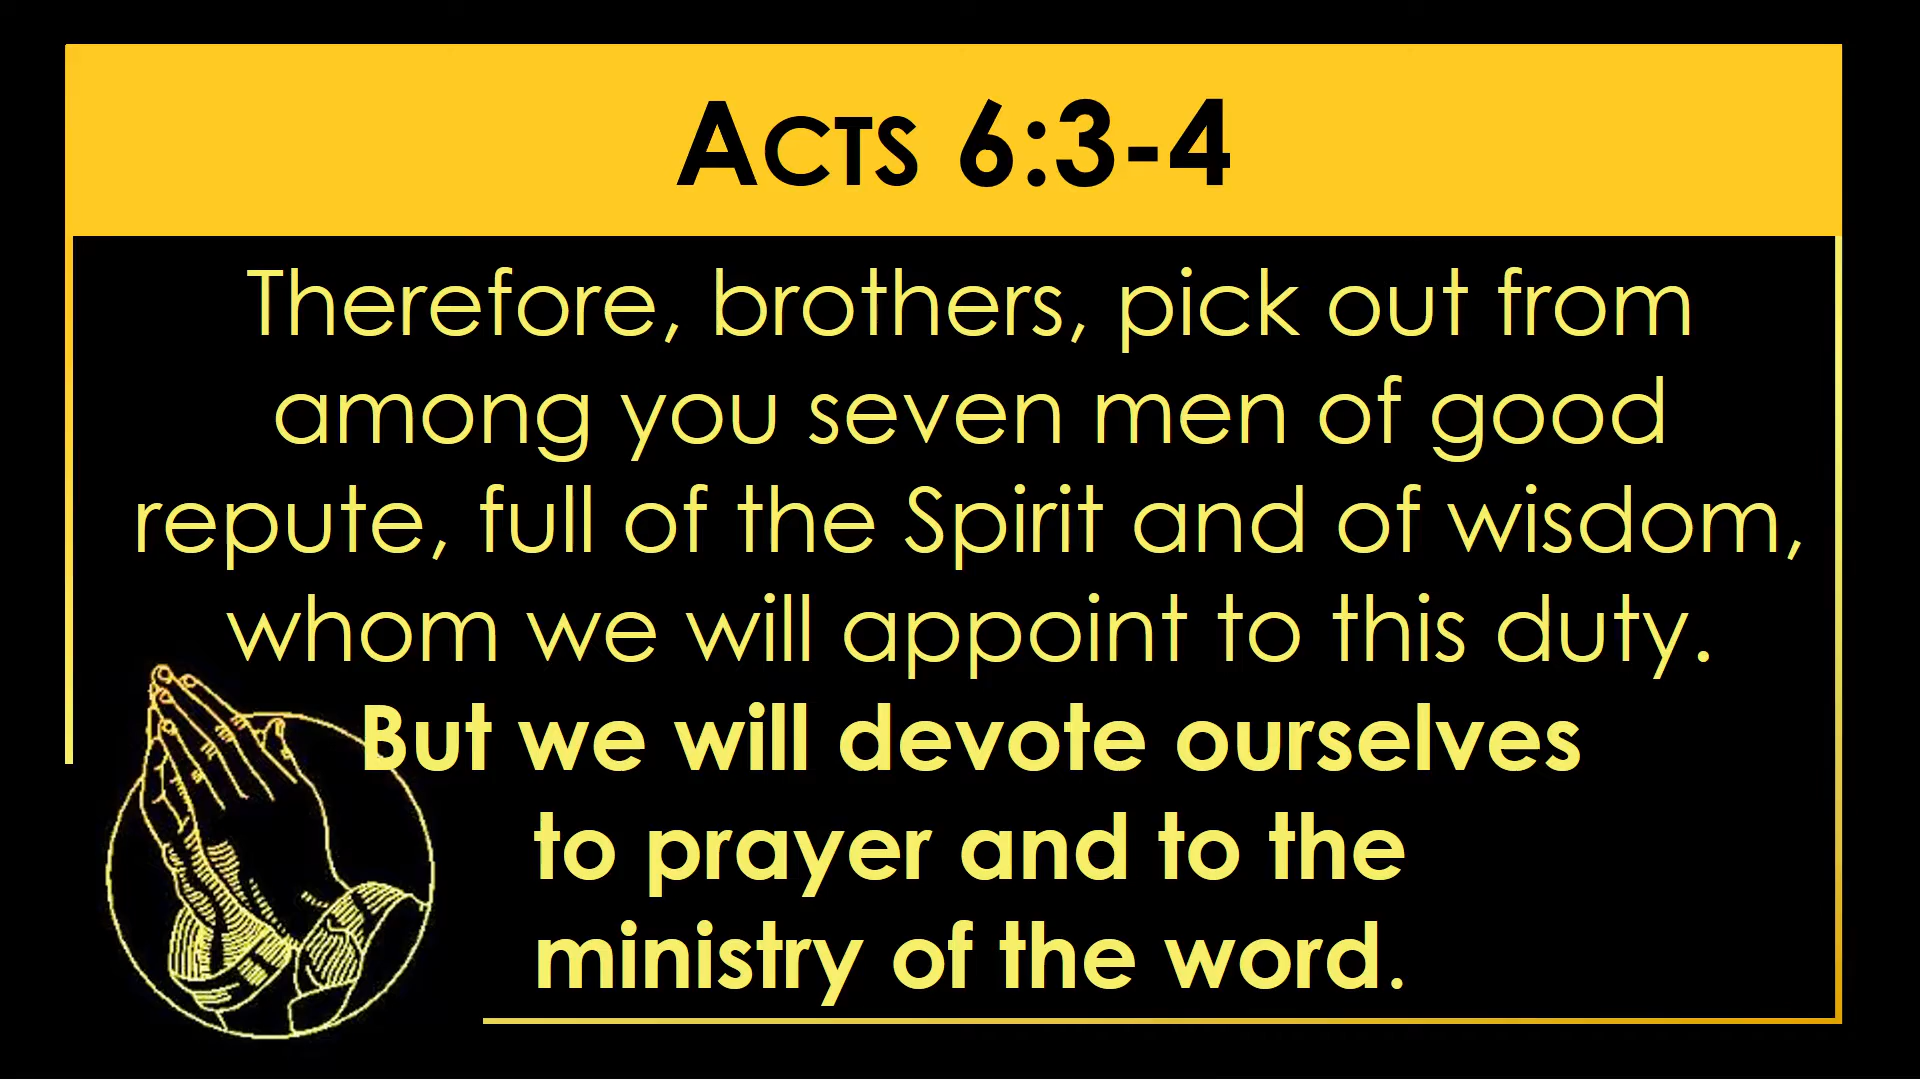 Acts 6:3-4
Therefore, brothers, pick out from
among you seven men of good
repute, full of the Spirit and of wisdom,
whom we will appoint to this duty.
But we will devote ourselves
to prayer and to the
ministry of the word.